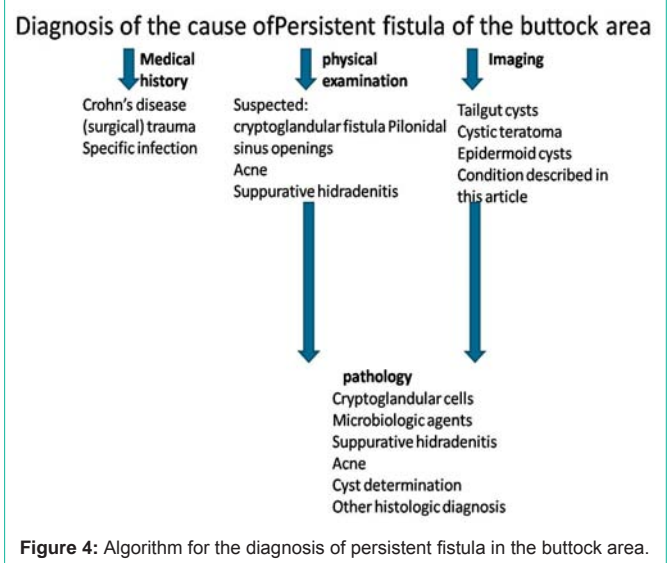 Diagnosis of the cause ofPersistent fistula of the buttock area
Medical
history
Crohn's disease
(surgical) trauma
Specific infection
physical
examination
Suspected:
cryptoglandular fistula Pilonidal
sinus openings
Acne
Suppurative hidradenitis
Imaging
Tailgut cysts
Cystic teratoma
Epidermoid cysts
Condition described in
this article
pathology
Cryptoglandular cells
Microbiologic agents
Suppurative hidradenitis
Acne
Cyst determination
Other histologic diagnosis
Figure 4: Algorithm for the diagnosis of persistent fistula in the buttock area.